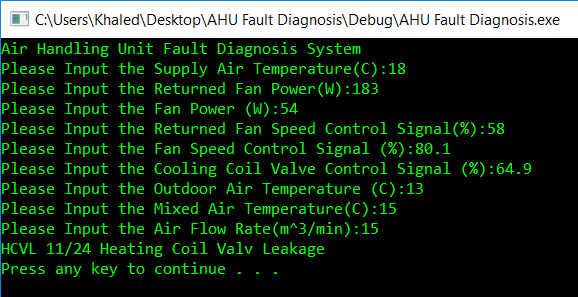 C:\Users\Khaled\Desktop\AHU Fault Diagnosis\Debug\AHU Fault Diagnosis.exe
Air Handling Unit Fault Diagnosis System
Please Input the Supply Air Temperature(C):18
Please Input the Returned Fan Power(W):183
Please Input the Fan Power (W):54
Please Input the Returned Fan Speed Control Signal(%):58
Please Input the Fan Speed Control Signal (%):80.1
Please Input the Cooling Coil Valve Control Signal (%):64.9
Please Input the Outdoor Air Temperature (C):13
Please Input the Mixed Air Temperature(C):15
Please Input the Air Flow Rate(m^3/min):15
HCVL 11/24 Heating Coil Valv Leakage
Press any key to continue . . .